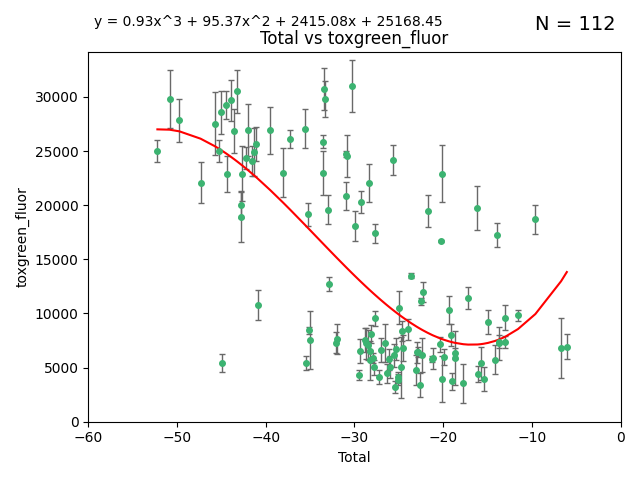 y = 0.93x^3 + 95.37x^2 + 2415.08x + 25168.45
N = 112
Total vs toxgreen_fluor
toxgreen_fluor
30000
25000
20000
15000
10000
5000
0
−60
−50
−40
−30
−20
−10
0
Total